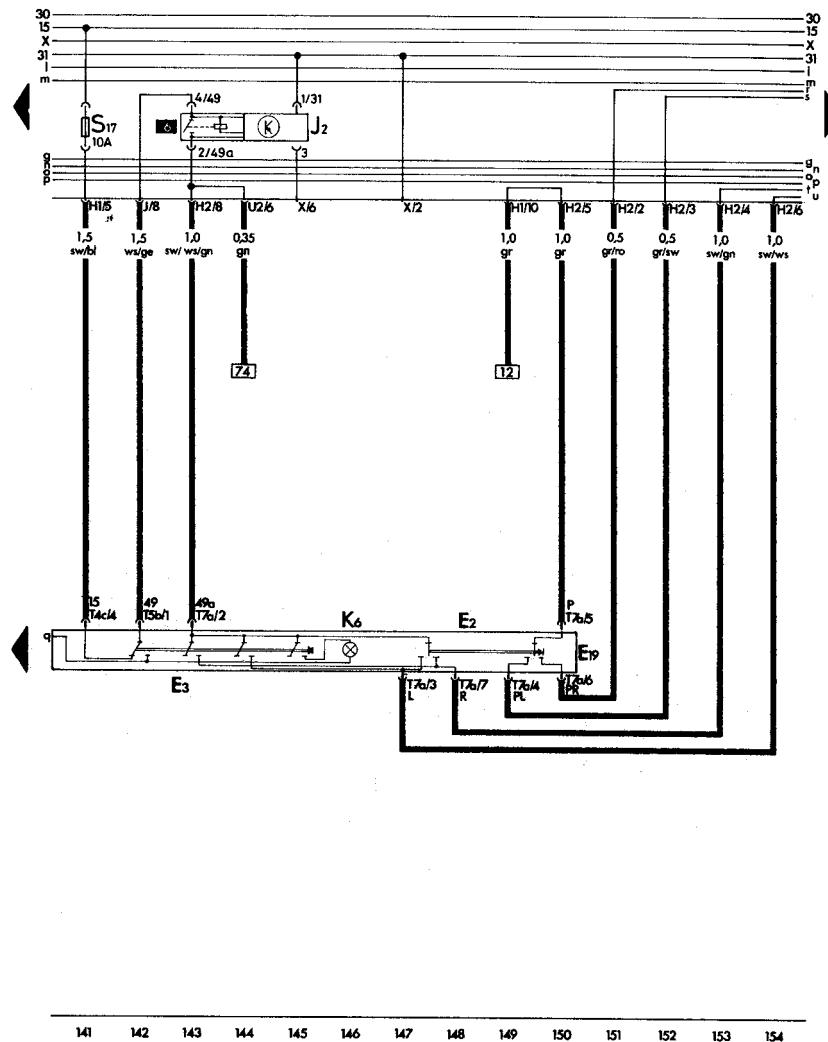 30 30
15 15
X X
31 31
l l
m m
r
s
4/49 1/31
S17 6 K J2
10A
2/49a 3
g g
n n
o o
p p
t
u
H1/5 J/8 H2/8 U2/6 X/6 X/2 H1/10 H2/5 H2/2 H2/3 H2/4 H2/6
1,5 1,5 1,0 0,35 1,0 1,0 0,5 0,5 1,0 1,0
sw/bl ws/ge sw/ws/gn gn gr gr gr/ro gr/sw sw/gn sw/ws
74 12
15 49 49a P
T4c/4 T5b/1 T7a/2 T7a/5
K6 E2
q
E19
E3
T7a/3 T7a/7 T7a/4 T7a/6
L R PL PR
141 142 143 144 145 146 147 148 149 150 151 152 153 154